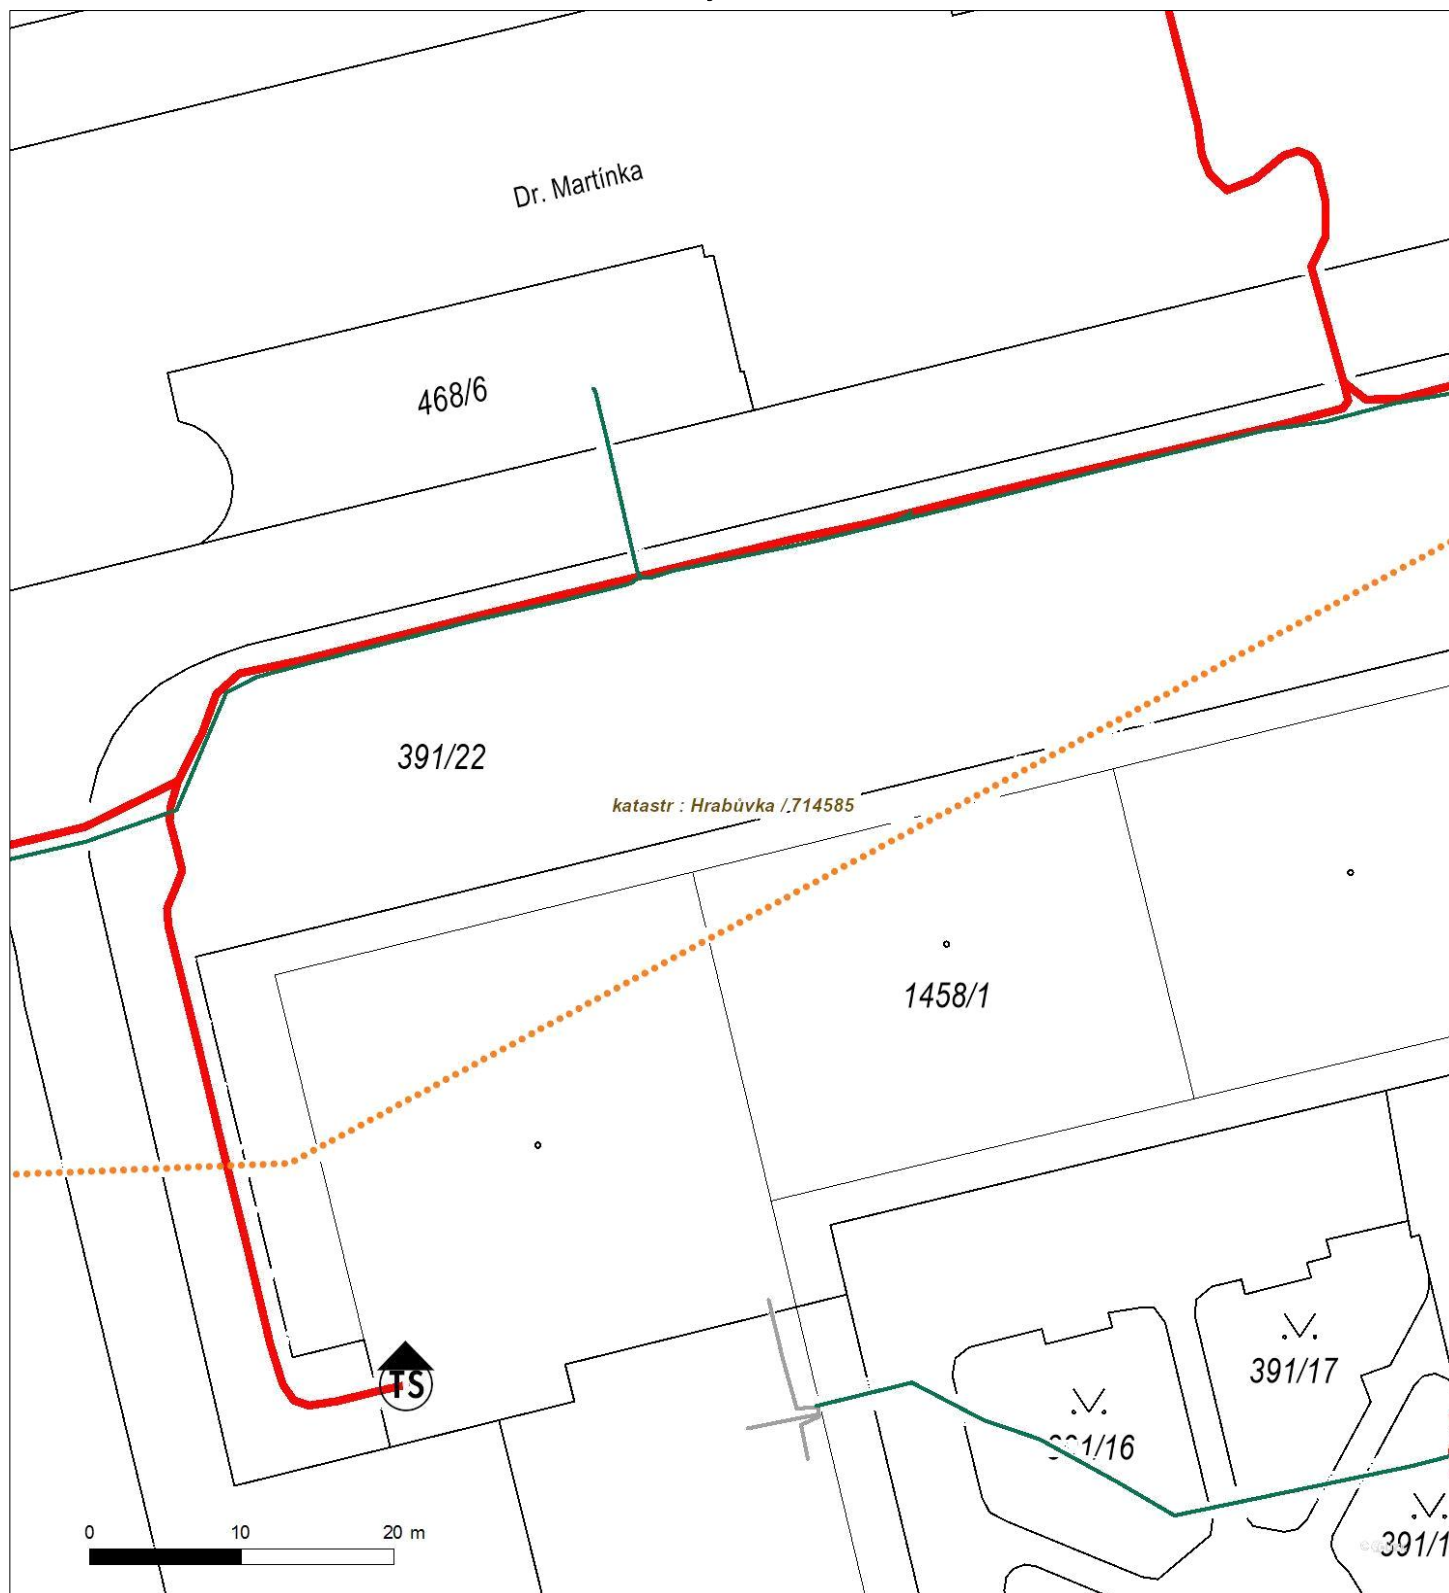 Dr. Martínka
468/6
391/22
katastr : Hrabůvka / 714585
1458/1
391/17
TS
0 10 20 m